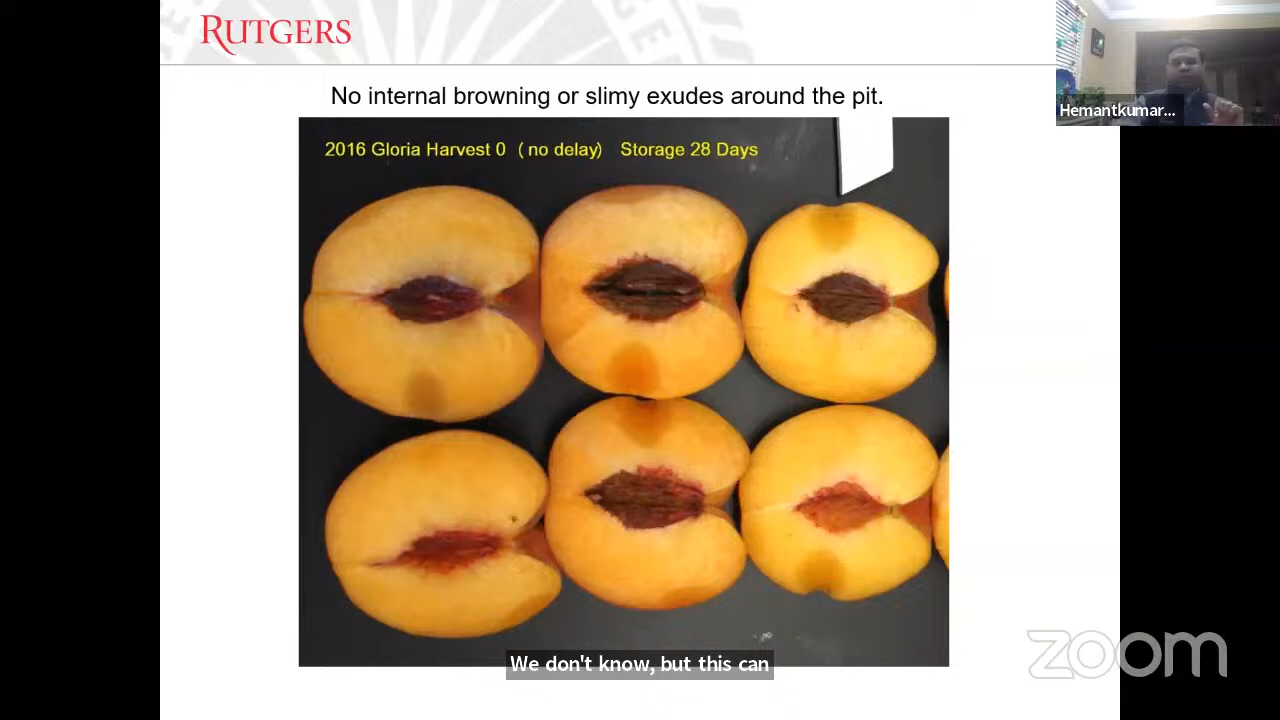 RUTGERS
Hemantkumar...
No internal browning or slimy exudes around the pit.
2016 Gloria Harvest 0 ( no delay) Storage 28 Days
We don't know, but this can
zoom